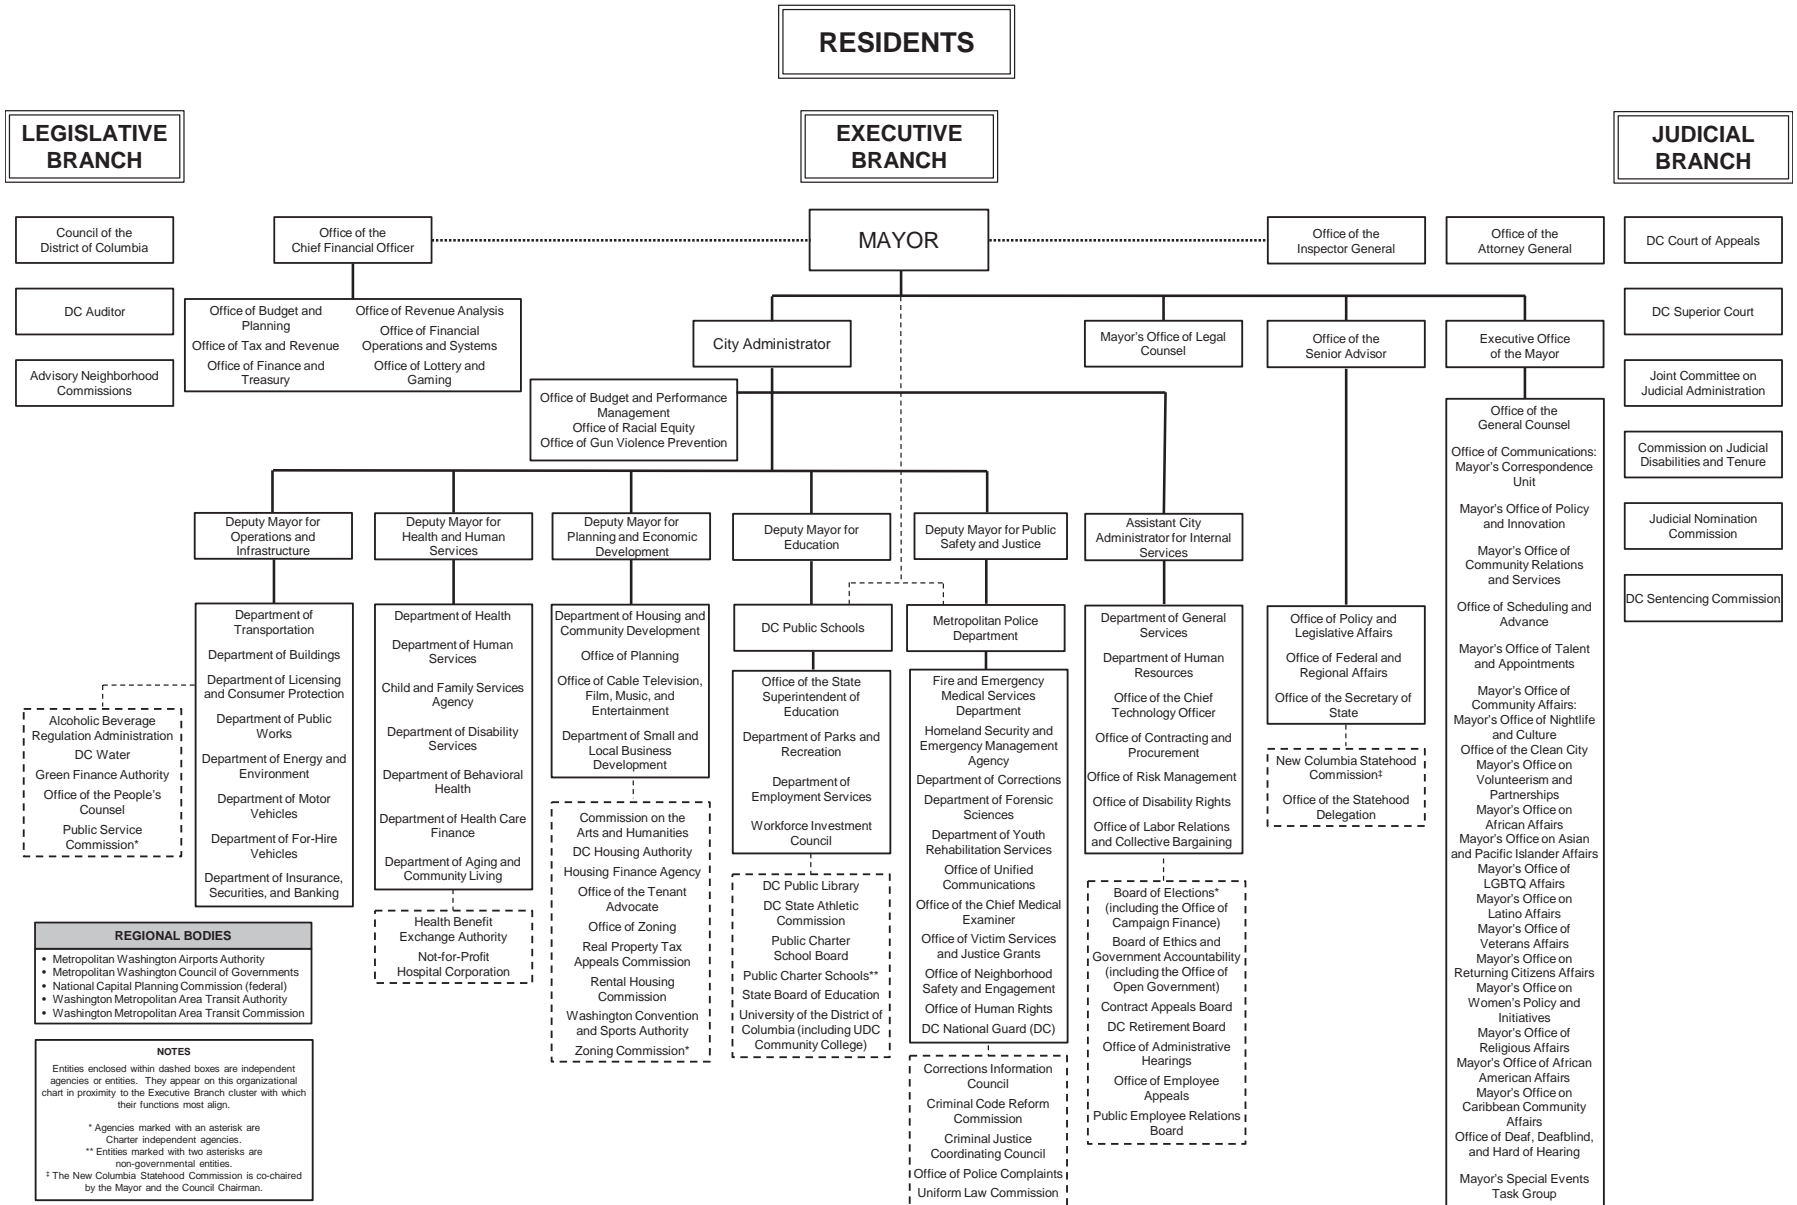 RESIDENTS
LEGISLATIVE
BRANCH
EXECUTIVE
BRANCH
JUDICIAL
BRANCH
Council of the
District of Columbia
DC Auditor
Advisory Neighborhood
Commissions
Office of the
Chief Financial Officer
Office of Budget and
Planning
Office of Tax and Revenue
Office of Finance and
Treasury
Office of Revenue Analysis
Office of Financial
Operations and Systems
Office of Lottery and
Gaming
MAYOR
Office of the
Inspector General
Office of the
Attorney General
DC Court of Appeals
DC Superior Court
Joint Committee on
Judicial Administration
Commission on Judicial
Disabilities and Tenure
Judicial Nomination
Commission
DC Sentencing Commission
City Administrator
Mayor's Office of Legal
Counsel
Office of the
Senior Advisor
Executive Office
of the Mayor
Office of Budget and Performance
Management
Office of Racial Equity
Office of Gun Violence Prevention
Deputy Mayor for
Operations and
Infrastructure
Department of
Transportation
Department of Buildings
Department of Licensing
and Consumer Protection
Department of Public
Works
Department of Energy and
Environment
Department of Motor
Vehicles
Department of For-Hire
Vehicles
Department of Insurance,
Securities, and Banking
Alcoholic Beverage
Regulation Administration
DC Water
Green Finance Authority
Office of the People's
Counsel
Public Service
Commission*
Deputy Mayor for
Health and Human
Services
Department of Health
Department of Human
Services
Child and Family Services
Agency
Department of Disability
Services
Department of Behavioral
Health
Department of Health Care
Finance
Department of Aging and
Community Living
Health Benefit
Exchange Authority
Not-for-Profit
Hospital Corporation
Deputy Mayor for
Planning and Economic
Development
Department of Housing and
Community Development
Office of Planning
Office of Cable Television,
Film, Music, and
Entertainment
Department of Small and
Local Business
Development
Commission on the
Arts and Humanities
DC Housing Authority
Housing Finance Agency
Office of the Tenant
Advocate
Office of Zoning
Real Property Tax
Appeals Commission
Rental Housing
Commission
Washington Convention
and Sports Authority
Zoning Commission*
Deputy Mayor for
Education
DC Public Schools
Office of the State
Superintendent of
Education
Department of Parks and
Recreation
Department of
Employment Services
Workforce Investment
Council
DC Public Library
DC State Athletic
Commission
Public Charter
School Board
Public Charter Schools**
State Board of Education
University of the District of
Columbia (including UDC
Community College)
Deputy Mayor for Public
Safety and Justice
Metropolitan Police
Department
Fire and Emergency
Medical Services
Department
Homeland Security and
Emergency Management
Agency
Department of Corrections
Department of Forensic
Sciences
Department of Youth
Rehabilitation Services
Office of Unified
Communications
Office of the Chief Medical
Examiner
Office of Victim Services
and Justice Grants
Office of Neighborhood
Safety and Engagement
Office of Human Rights
DC National Guard (DC)
Corrections Information
Council
Criminal Code Reform
Commission
Criminal Justice
Coordinating Council
Office of Police Complaints
Uniform Law Commission
Assistant City
Administrator for Internal
Services
Department of General
Services
Department of Human
Resources
Office of the Chief
Technology Officer
Office of Contracting and
Procurement
Office of Risk Management
Office of Disability Rights
Office of Labor Relations
and Collective Bargaining
Board of Elections*
(including the Office of
Campaign Finance)
Board of Ethics and
Government Accountability
(including the Office of
Open Government)
Contract Appeals Board
DC Retirement Board
Office of Administrative
Hearings
Office of Employee
Appeals
Public Employee Relations
Board
Office of Policy and
Legislative Affairs
Office of Federal and
Regional Affairs
Office of the Secretary of
State
New Columbia Statehood
Commission‡
Office of the Statehood
Delegation
Office of the
General Counsel
Office of Communications:
Mayor's Correspondence
Unit
Mayor's Office of Policy
and Innovation
Mayor's Office of
Community Relations
and Services
Office of Scheduling and
Advance
Mayor's Office of Talent
and Appointments
Mayor's Office of
Community Affairs:
Mayor's Office of Nightlife
and Culture
Office of the Clean City
Mayor's Office on
Volunteerism and
Partnerships
Mayor's Office on
African Affairs
Mayor's Office on Asian
and Pacific Islander Affairs
Mayor's Office of
LGBTQ Affairs
Mayor's Office on
Latino Affairs
Mayor's Office of
Veterans Affairs
Mayor's Office on
Returning Citizens Affairs
Mayor's Office on
Women's Policy and
Initiatives
Mayor's Office of
Religious Affairs
Mayor's Office of African
American Affairs
Mayor's Office on
Caribbean Community
Affairs
Office of Deaf, Deafblind,
and Hard of Hearing
Mayor's Special Events
Task Group
REGIONAL BODIES
• Metropolitan Washington Airports Authority
• Metropolitan Washington Council of Governments
• National Capital Planning Commission (federal)
• Washington Metropolitan Area Transit Authority
• Washington Metropolitan Area Transit Commission
NOTES
Entities enclosed within dashed boxes are independent
agencies or entities. They appear on this organizational
chart in proximity to the Executive Branch cluster with which
their functions most align.
* Agencies marked with an asterisk are
Charter independent agencies.
** Entities marked with two asterisks are
non-governmental entities.
‡ The New Columbia Statehood Commission is co-chaired
by the Mayor and the Council Chairman.